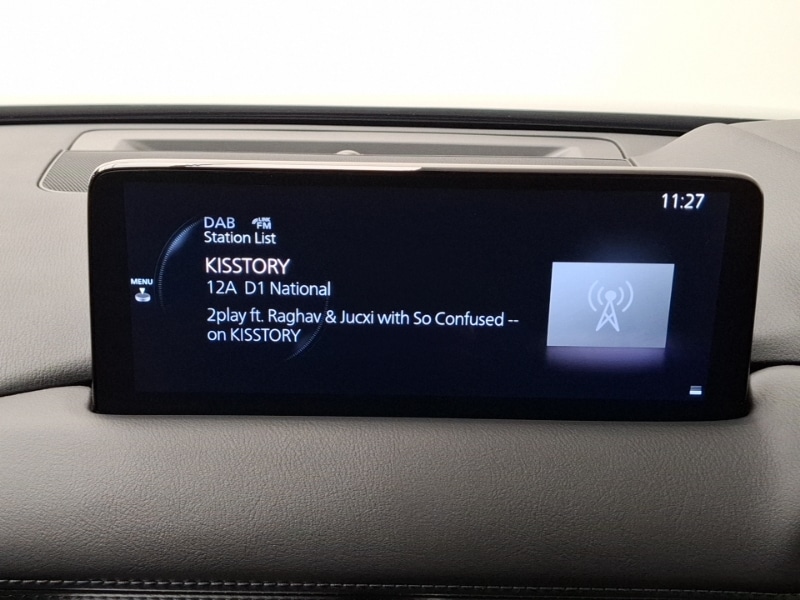 11:27
DAB LINK FM
Station List
KISSTORY
MENU
12A D1 National
2play ft. Raghav & Jucxi with So Confused --
on KISSTORY